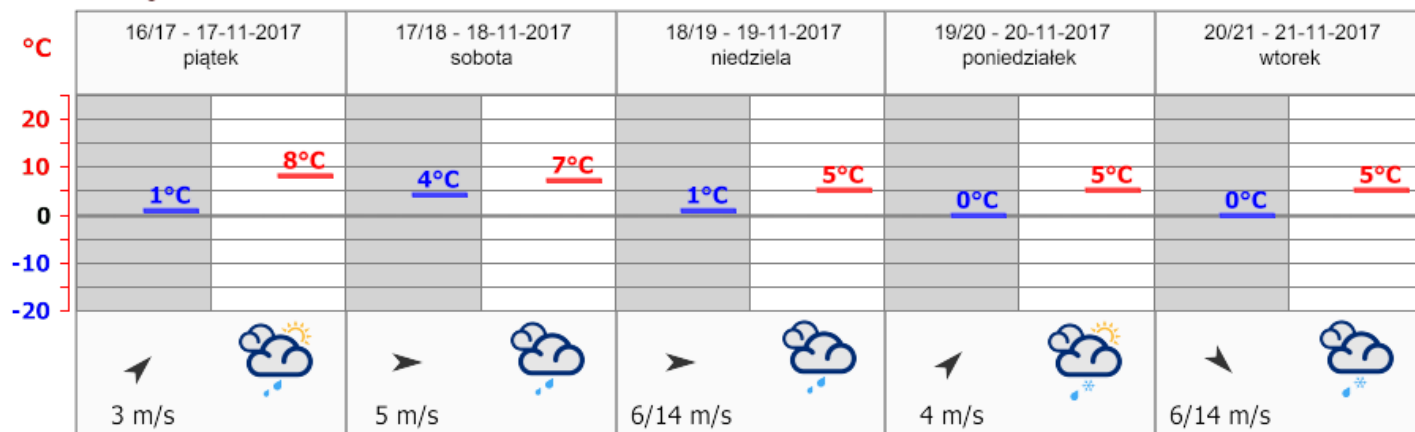 °C
16/17 - 17-11-2017
piątek
17/18 - 18-11-2017
sobota
18/19 - 19-11-2017
niedziela
19/20 - 20-11-2017
poniedziałek
20/21 - 21-11-2017
wtorek
20
10
0
-10
-20
1°C
8°C
4°C
7°C
1°C
5°C
0°C
5°C
0°C
5°C
3 m/s
5 m/s
6/14 m/s
4 m/s
6/14 m/s